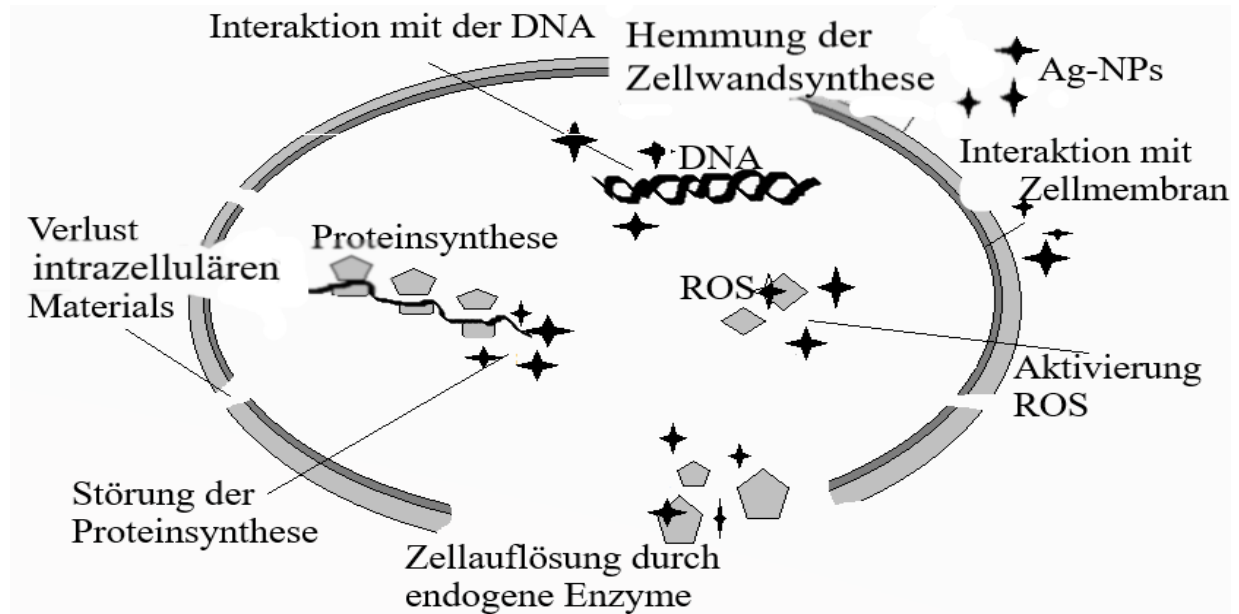 Interaktion mit der DNA
Hemmung der
Zellwandsynthese
Ag-NPs
Interaktion mit
Zellmembran
DNA
Verlust
intrazellulären
Materials
Proteinsynthese
ROS
Aktivierung
ROS
Störung der
Proteinsynthese
Zellauflösung durch
endogene Enzyme